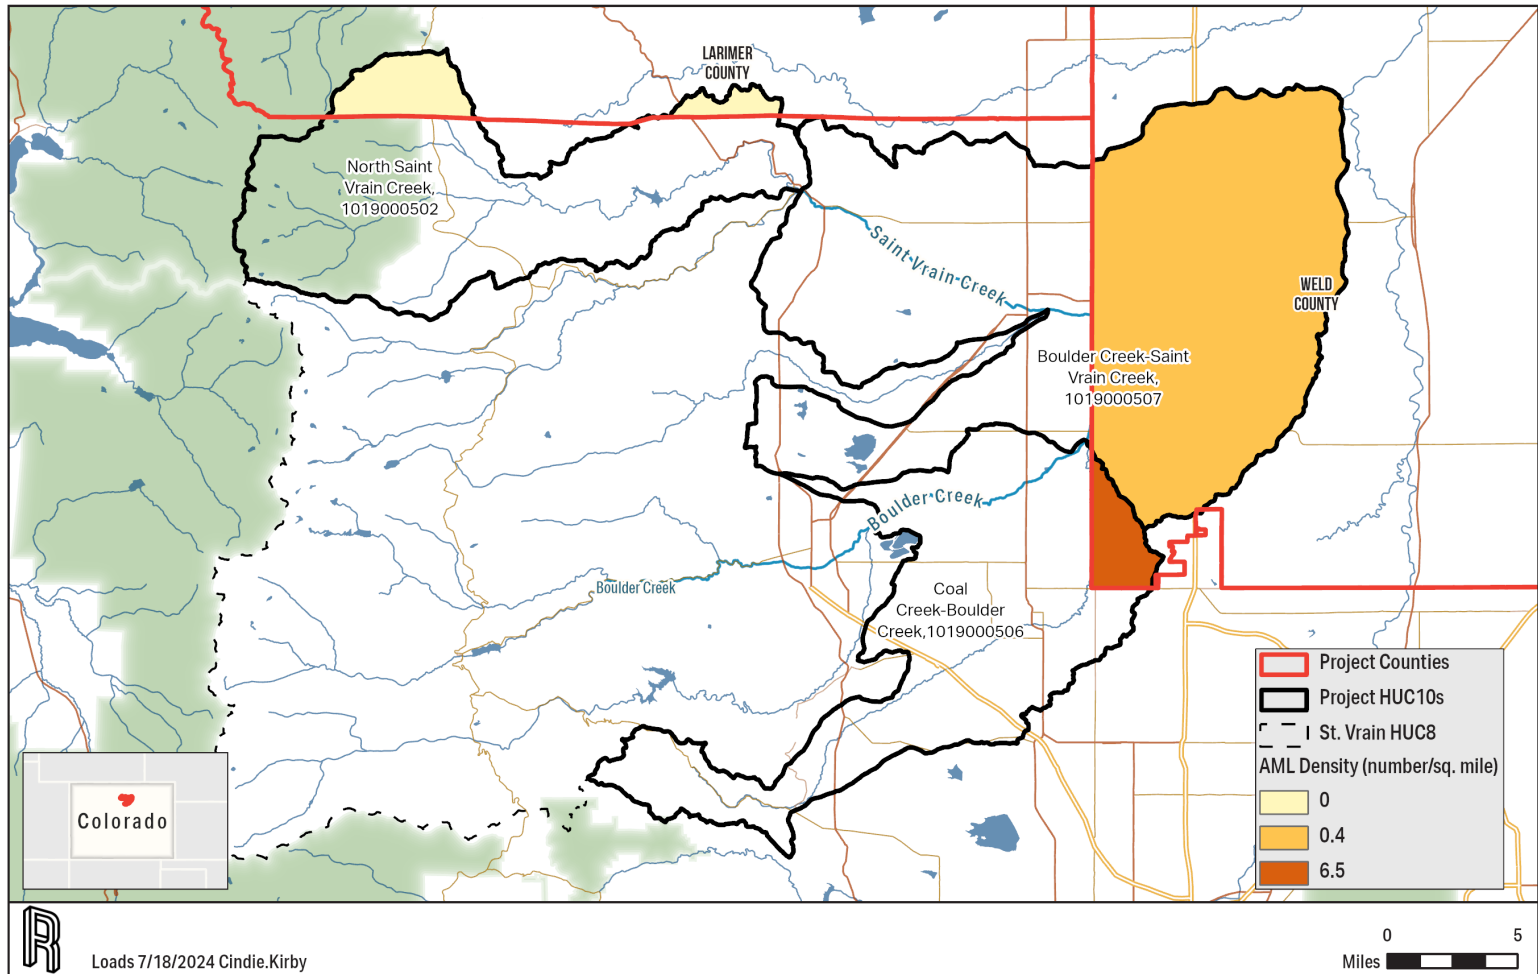 LARIMER
COUNTY
North Saint
Vrain Creek,
1019000502
Saint Vrain Creek
WELD
COUNTY
Boulder Creek-Saint
Vrain Creek,
1019000507
Boulder Creek
Boulder Creek
Coal
Creek-Boulder
Creek,1019000506
Project Counties
Project HUC10s
St. Vrain HUC8
AML Density (number/sq. mile)
0
0.4
6.5
Colorado
R
Loads 7/18/2024 Cindie.Kirby
0 5
Miles